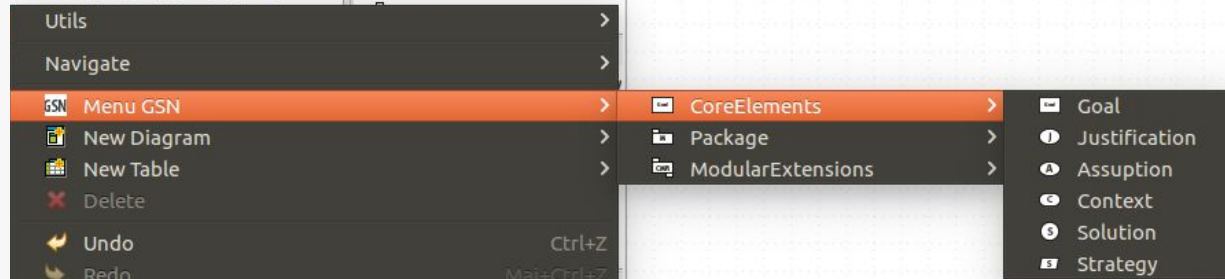 Utils
Navigate
GSN Menu GSN
New Diagram
New Table
Delete
Undo Ctrl+Z
Redo Maj+Ctrl+Z
CoreElements
Package
ModularExtensions
Goal
J Justification
A Assuption
C Context
S Solution
S Strategy